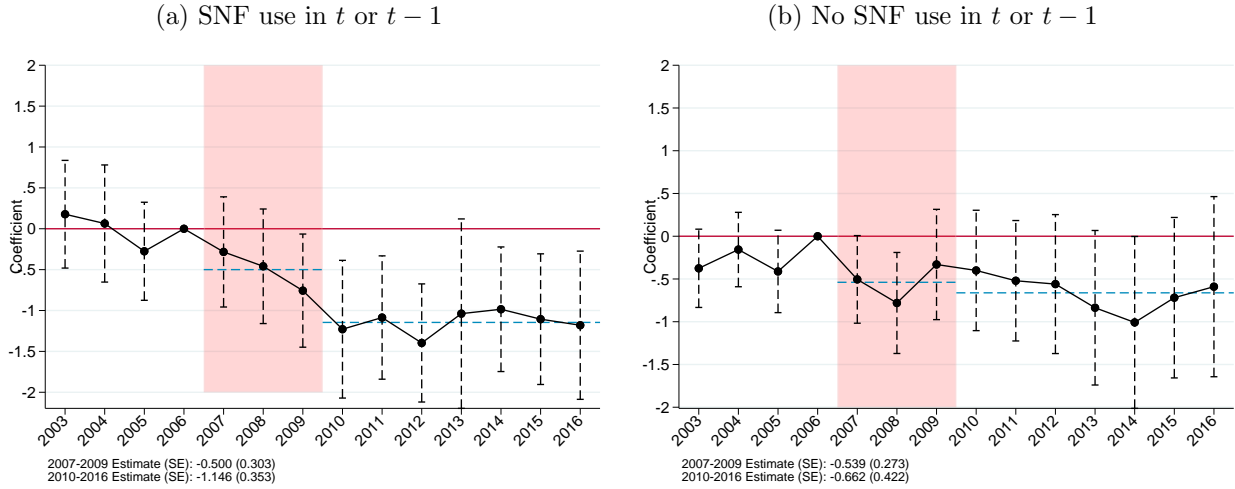 (a) SNF use in t or t − 1
2
1.5
1
.5
0
-.5
-1
-1.5
-2
Coefficient
2003 2004 2005 2006 2007 2008 2009 2010 2011 2012 2013 2014 2015 2016
2007-2009 Estimate (SE): -0.500 (0.303)
2010-2016 Estimate (SE): -1.146 (0.353)
(b) No SNF use in t or t − 1
2
1.5
1
.5
0
-.5
-1
-1.5
-2
Coefficient
2003 2004 2005 2006 2007 2008 2009 2010 2011 2012 2013 2014 2015 2016
2007-2009 Estimate (SE): -0.539 (0.273)
2010-2016 Estimate (SE): -0.662 (0.422)